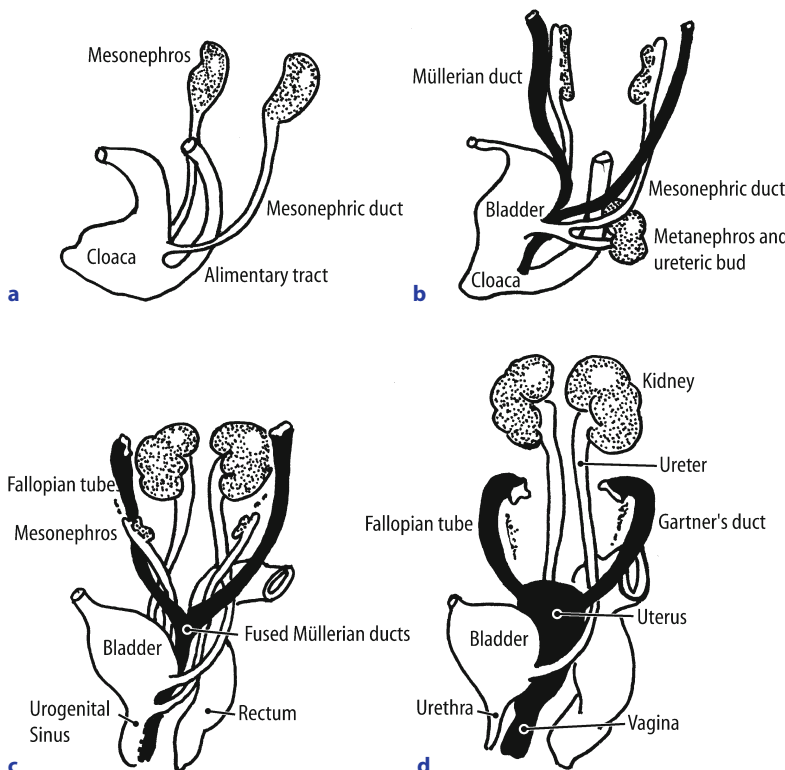 Mesonephros
Mesonephric duct
Cloaca
Alimentary tract
a
Müllerian duct
Mesonephric duct
Bladder
Metanephros and
ureteric bud
Cloaca
b
Fallopian tube
Mesonephros
Bladder
Fused Müllerian ducts
Urogenital
Sinus
Rectum
c
Kidney
Ureter
Fallopian tube
Gartner's duct
Uterus
Bladder
Urethra
Vagina
d